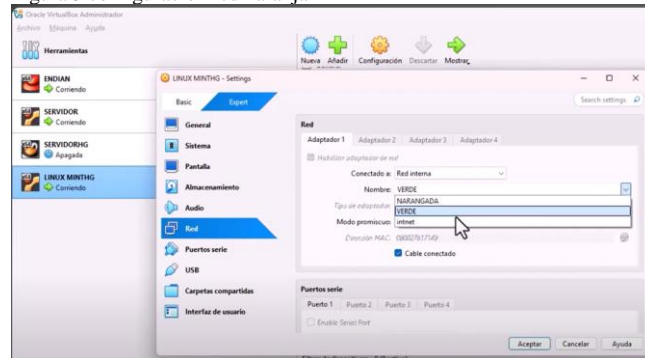 Oracle VirtualBox Administrador
Archivo Máquina Ayuda
Herramientas
Nueva Añadir Configuración Descartar Mostrar
ENDIAN
Corriendo
SERVIDOR
Corriendo
SERVIDORHG
Apagada
LINUX MINTHG
Corriendo
LINUX MINTHG - Settings
Basic Expert
Search settings
General
Sistema
Pantalla
Almacenamiento
Audio
Red
Puertos serie
USB
Carpetas compartidas
Interfaz de usuario
Red
Adaptador 1 Adaptador 2 Adaptador 3 Adaptador 4
Habilitar adaptador de red
Conectado a: Red interna
Nombre: VERDE
NARANGADA
Tipo de adaptador:
VERDE
Modo promiscuo: intnet
Dirección MAC:
Cable conectado
Puertos serie
Puerto 1 Puerto 2 Puerto 3 Puerto 4
Enable Serial Port
Aceptar Cancelar Ayuda